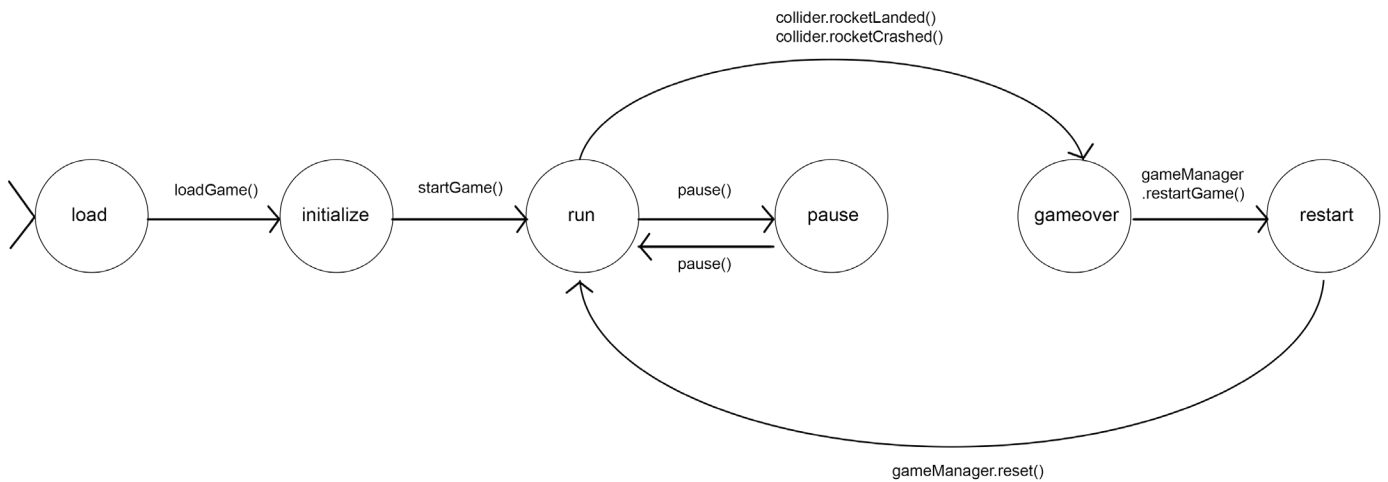 collider.rocketLanded()
collider.rocketCrashed()
load
loadGame()
initialize
startGame()
run
pause()
pause()
pause
gameover
gameManager
.restartGame()
restart
gameManager.reset()